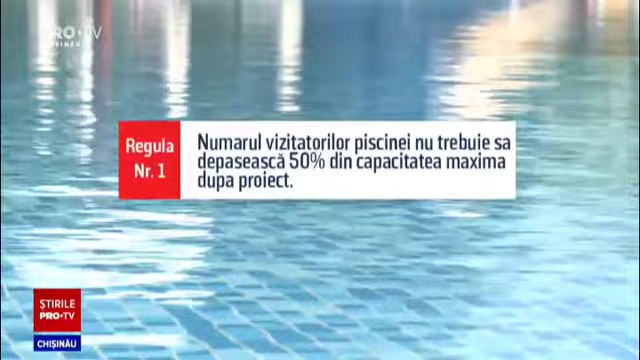 PRO•TV
CHIȘINĂU
Regula
Nr. 1
Numarul vizitatorilor piscinei nu trebuie sa
depasească 50% din capacitatea maxima
dupa proiect.
ȘTIRILE
PRO•TV
CHIȘINĂU